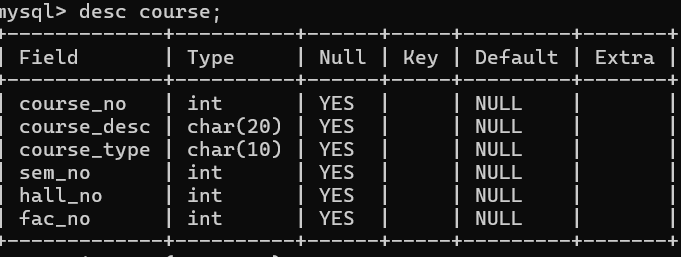 mysql> desc course;
+-------------+----------+------+-----+---------+-------+
| Field       | Type     | Null | Key | Default | Extra |
+-------------+----------+------+-----+---------+-------+
| course_no   | int      | YES  |     | NULL    |       |
| course_desc | char(20) | YES  |     | NULL    |       |
| course_type | char(10) | YES  |     | NULL    |       |
| sem_no      | int      | YES  |     | NULL    |       |
| hall_no     | int      | YES  |     | NULL    |       |
| fac_no      | int      | YES  |     | NULL    |       |
+-------------+----------+------+-----+---------+-------+